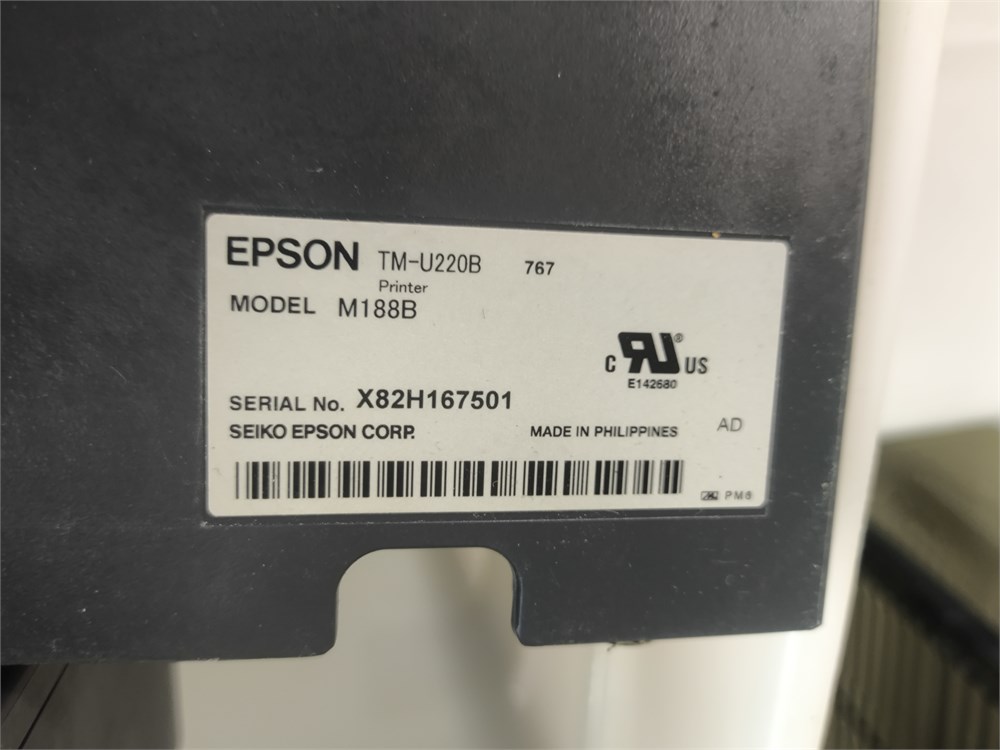 EPSON TM-U220B 767
Printer
MODEL M188B
c RU® US
E142680
SERIAL No. X82H167501
SEIKO EPSON CORP. MADE IN PHILIPPINES AD
PM6